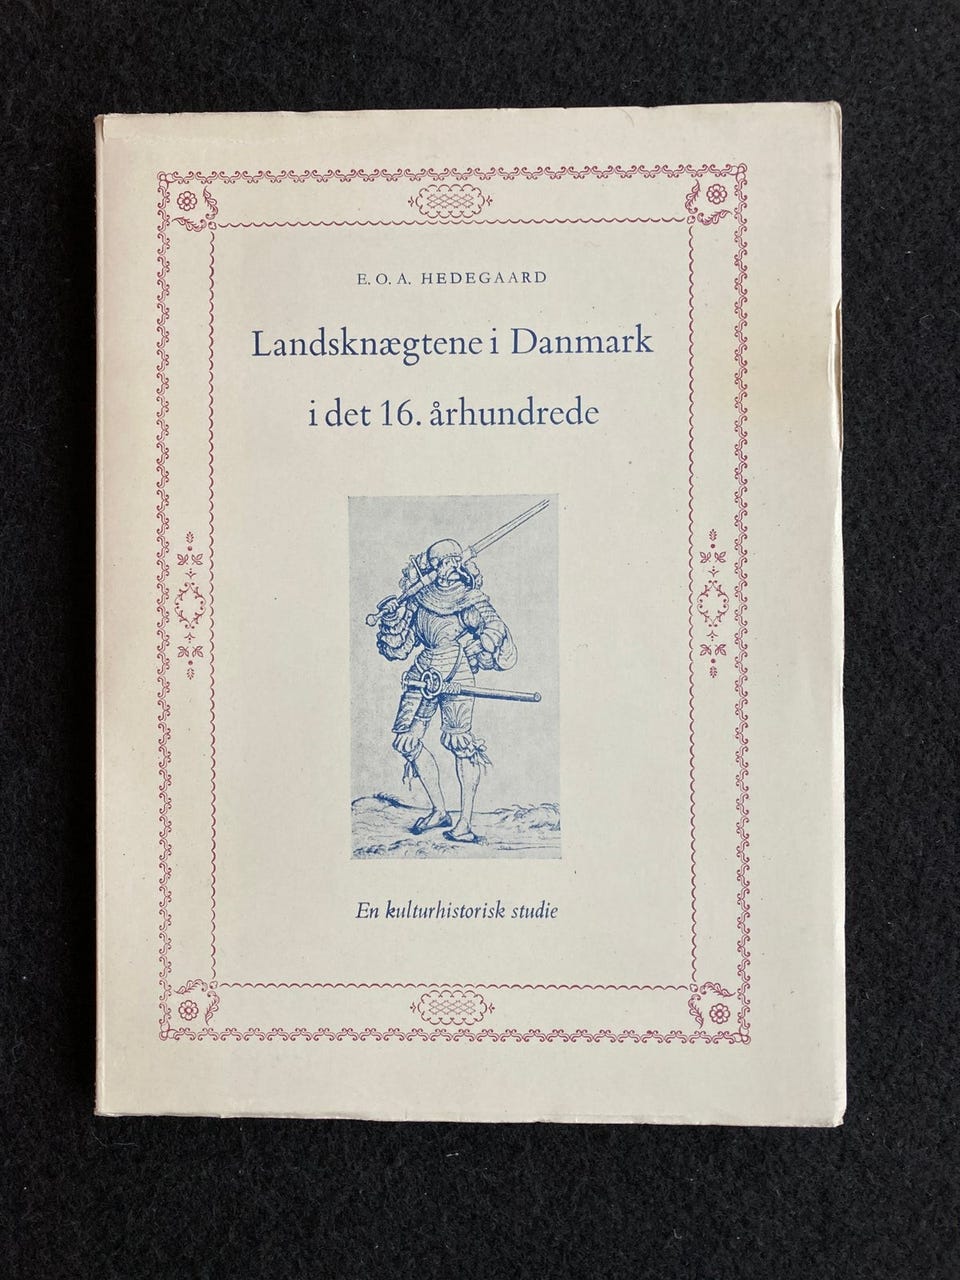 E. O. A. HEDEGAARD
Landsknægtene i Danmark
i det 16. århundrede
En kulturhistorisk studie